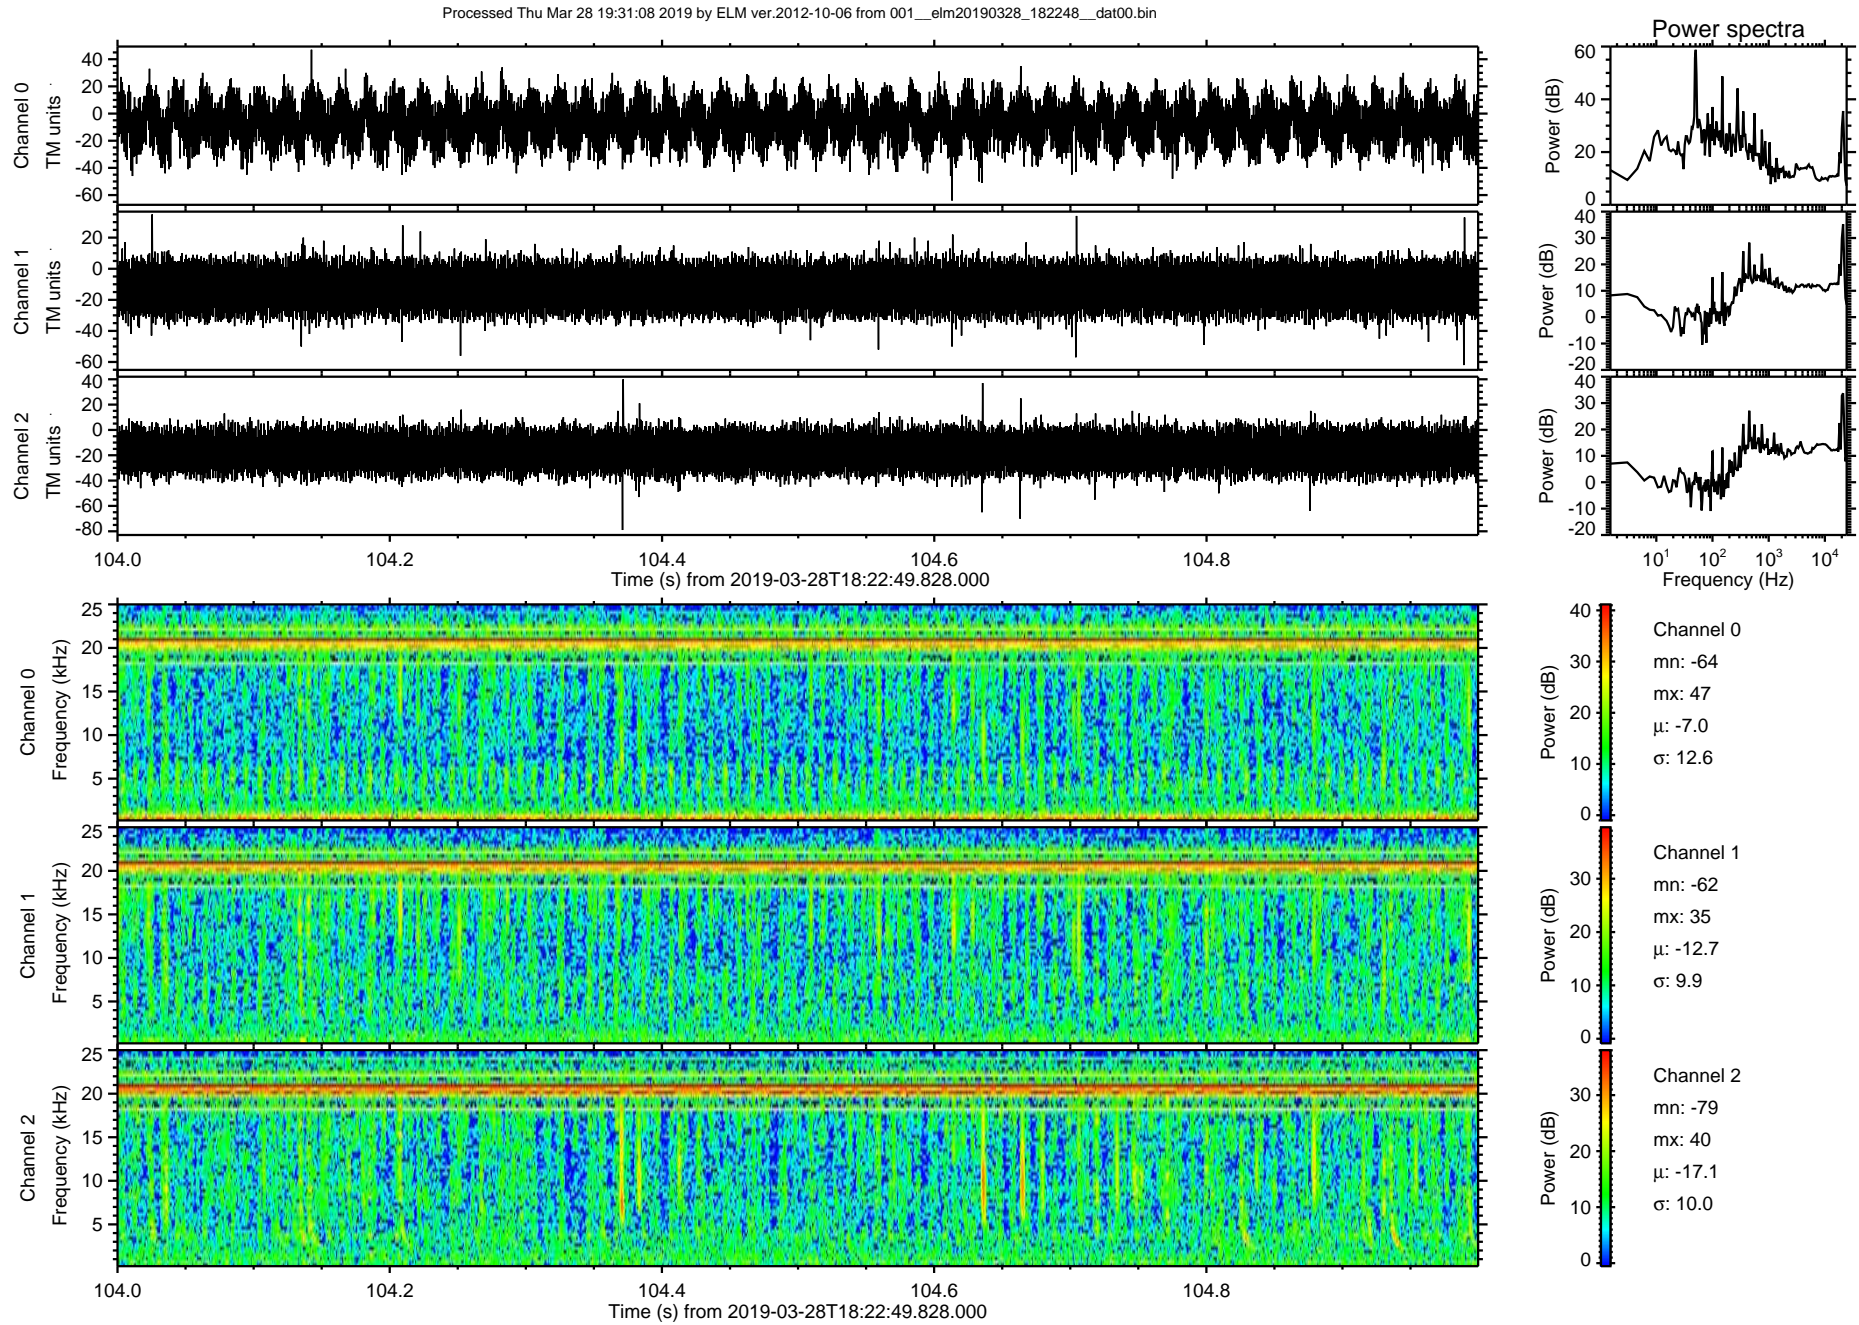 Processed Thu Mar 28 19:31:08 2019 by ELM ver.2012-10-06 from 001__elm20190328_182248__dat00.bin
Power spectra
Channel 0
TM units
40
20
0
-20
-40
-60
Power (dB)
60
40
20
0
Channel 1
TM units
20
0
-20
-40
-60
Power (dB)
40
30
20
10
0
-10
-20
Channel 2
TM units
40
20
0
-20
-40
-60
-80
Power (dB)
40
30
20
10
0
-10
-20
104.0 104.2 104.4 104.6 104.8
Time (s) from 2019-03-28T18:22:49.828.000
10^1 10^2 10^3 10^4
Frequency (Hz)
Channel 0
Frequency (kHz)
25
20
15
10
5
Power (dB)
40
30
20
10
0
Channel 0
mn: -64
mx: 47
μ: -7.0
σ: 12.6
Channel 1
Frequency (kHz)
25
20
15
10
5
Power (dB)
30
20
10
0
Channel 1
mn: -62
mx: 35
μ: -12.7
σ: 9.9
Channel 2
Frequency (kHz)
25
20
15
10
5
Power (dB)
30
20
10
0
Channel 2
mn: -79
mx: 40
μ: -17.1
σ: 10.0
104.0 104.2 104.4 104.6 104.8
Time (s) from 2019-03-28T18:22:49.828.000